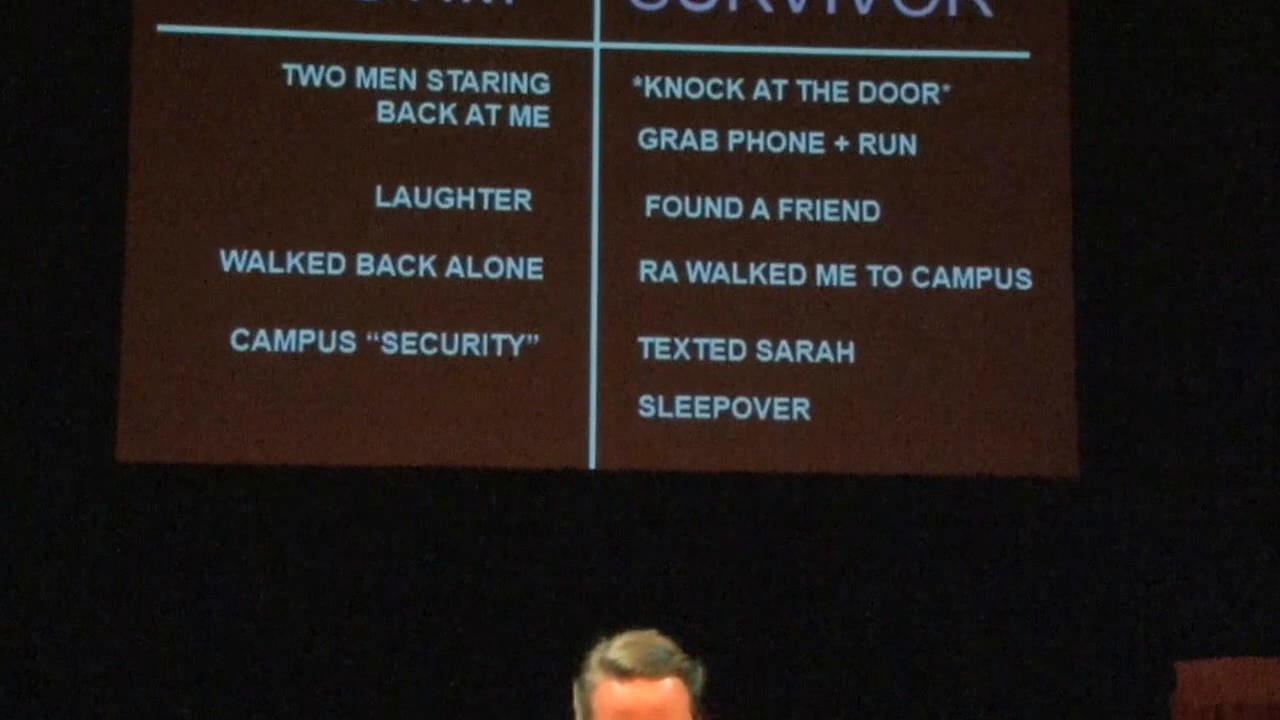 SURVIVOR
TWO MEN STARING
BACK AT ME
*KNOCK AT THE DOOR*
GRAB PHONE + RUN
LAUGHTER
FOUND A FRIEND
WALKED BACK ALONE
RA WALKED ME TO CAMPUS
CAMPUS “SECURITY”
TEXTED SARAH
SLEEPOVER